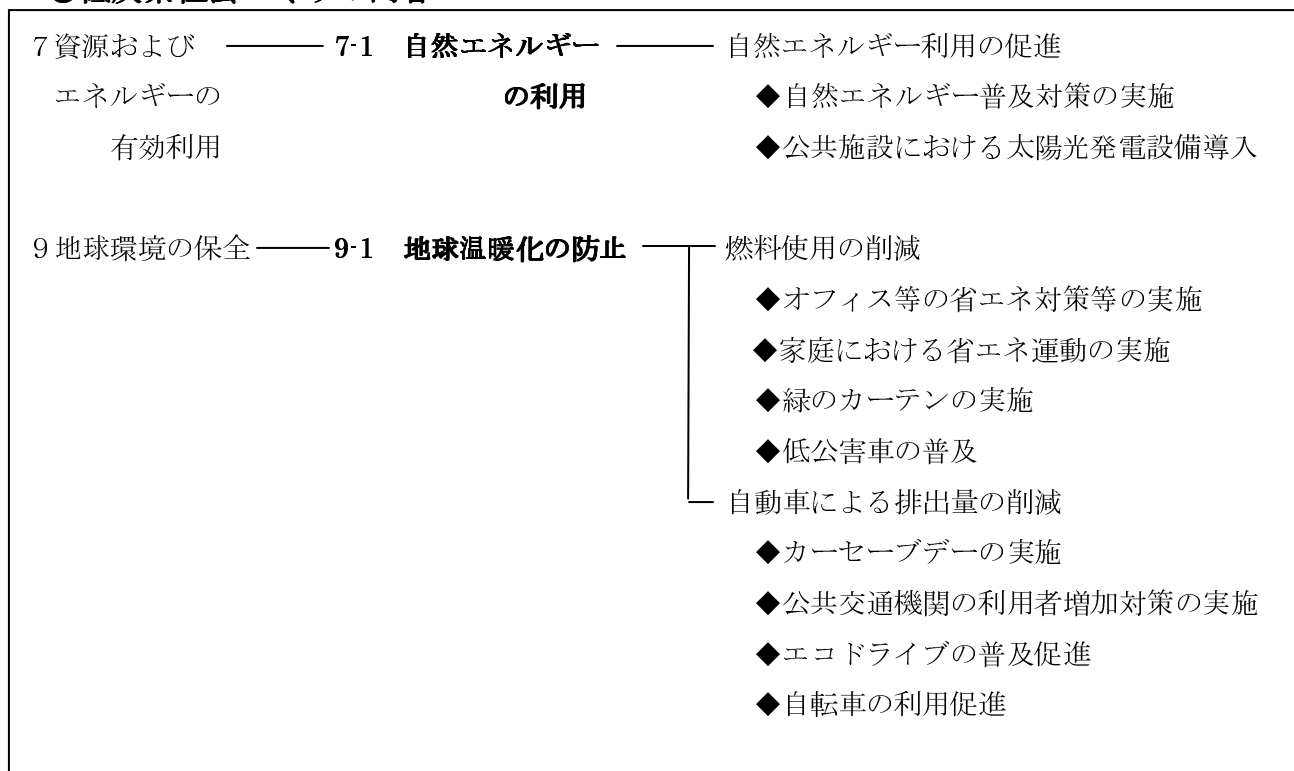 7 資源および 7-1 自然エネルギー 自然エネルギー利用の促進
エネルギーの の利用 ◆自然エネルギー普及対策の実施
有効利用 ◆公共施設における太陽光発電設備導入
9 地球環境の保全 9-1 地球温暖化の防止 燃料使用の削減
◆オフィス等の省エネ対策等の実施
◆家庭における省エネ運動の実施
◆緑のカーテンの実施
◆低公害車の普及
自動車による排出量の削減
◆カーセーブデーの実施
◆公共交通機関の利用者増加対策の実施
◆エコドライブの普及促進
◆自転車の利用促進